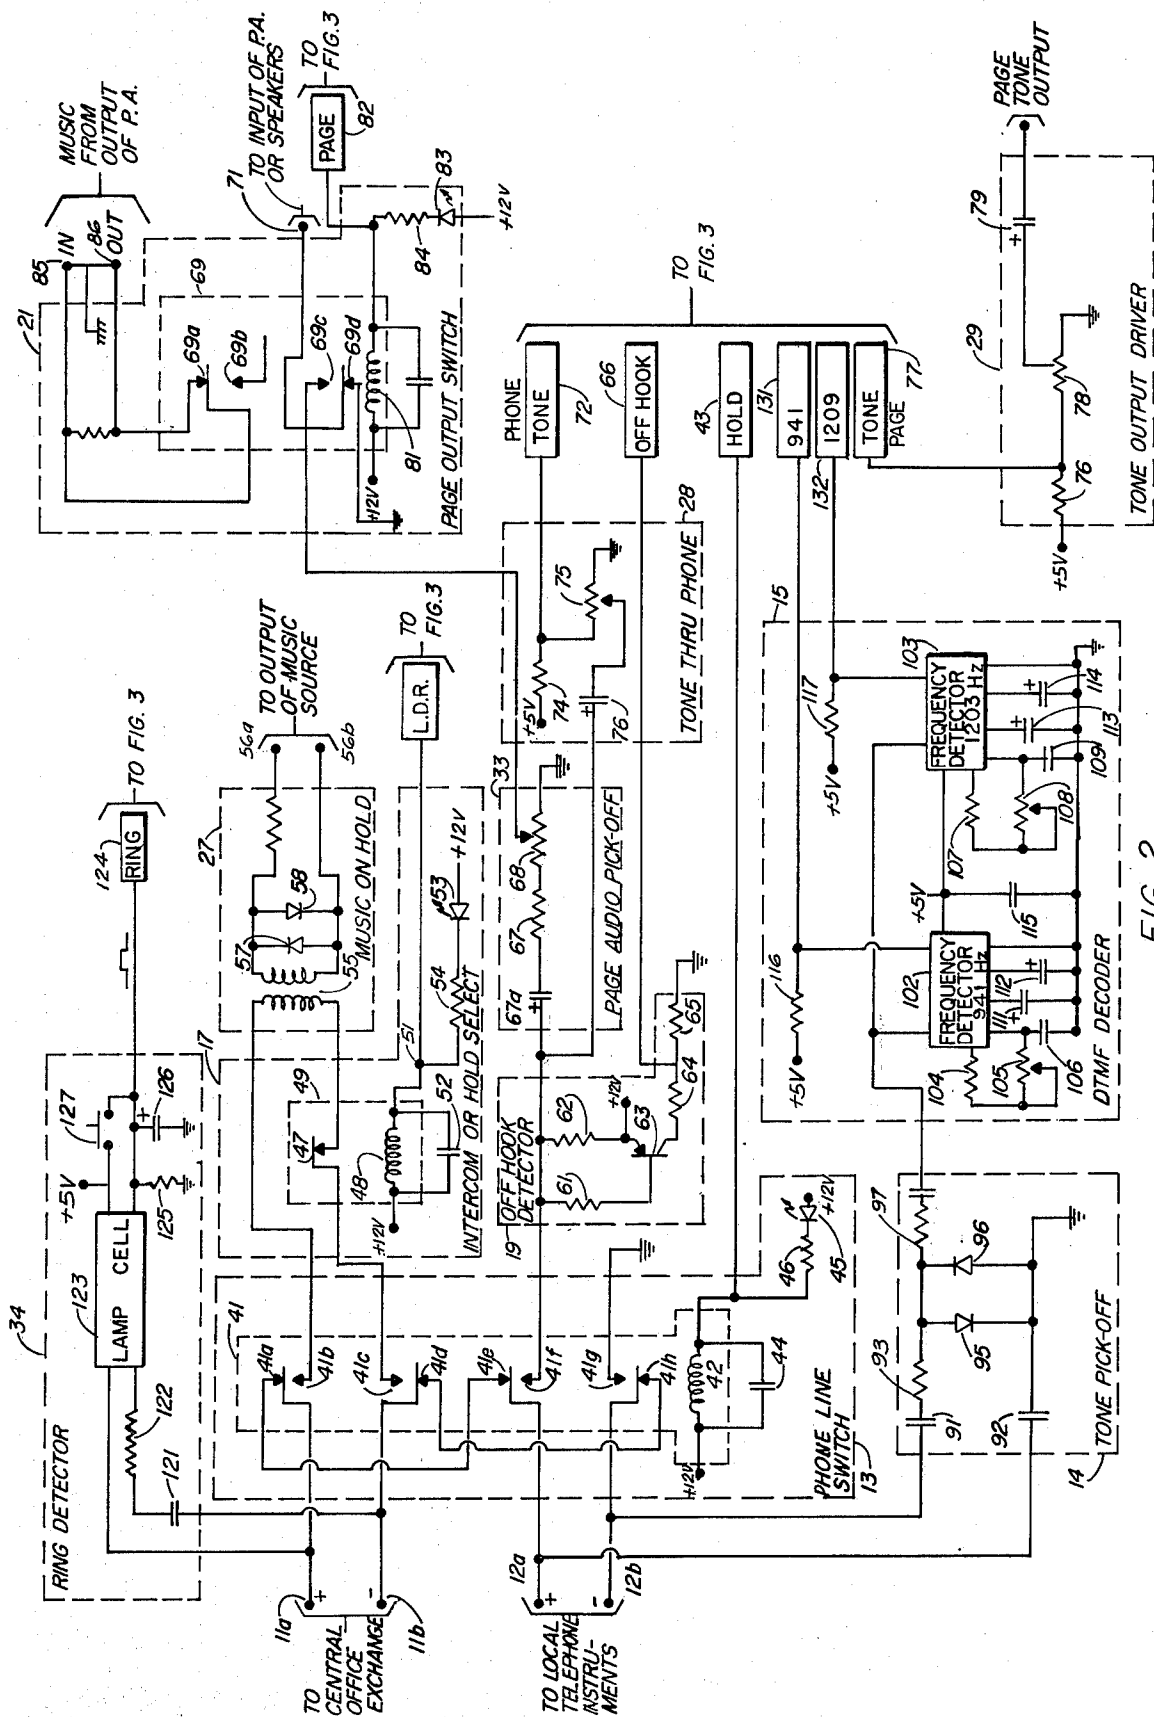 RING DETECTOR
34
123
LAMP CELL
122
121
+5V
127
125
126
+
124
RING
TO FIG. 3
11a
+
-
11b
TO
CENTRAL
OFFICE
EXCHANGE
12a
+
-
12b
TO LOCAL
TELEPHONE
INSTRU-
MENTS
41
41a
41b
41c
41d
41e
41f
41g
41h
42
44
+12V
46
45
+12V
PHONE LINE
SWITCH
13
17
49
47
48
52
+12V
51
54
53
+12V
INTERCOM OR HOLD SELECT
L.D.R.
TO
FIG.3
27
55
57
58
MUSIC ON HOLD
56a
56b
TO OUTPUT
OF MUSIC
SOURCE
19
OFF HOOK
DETECTOR
61
62
+12V
63
64
65
33
67a
+
67
68
PAGE AUDIO PICK-OFF
+5V
74
75
76
+
TONE THRU PHONE
28
21
85
IN
86
OUT
MUSIC
FROM
OUTPUT
OF P.A.
69
69a
69b
69c
69d
81
+12V
PAGE OUTPUT SWITCH
71
TO INPUT OF P.A.
OR SPEAKERS
PAGE
82
TO
FIG.3
84
83
+12V
PHONE
TONE
72
66
OFF HOOK
43
HOLD
131
941
132
1209
TONE
PAGE
77
TO
FIG. 3
14
TONE PICK-OFF
91
92
93
95
96
97
15
DTMF DECODER
102
FREQUENCY
DETECTOR
941 Hz
103
FREQUENCY
DETECTOR
1203 Hz
104
105
106
107
108
109
111
+
112
+
113
+
114
+
115
+5V
116
+5V
117
+5V
29
TONE OUTPUT DRIVER
+5V
76
78
79
+
PAGE
TONE
OUTPUT
FIG. 2